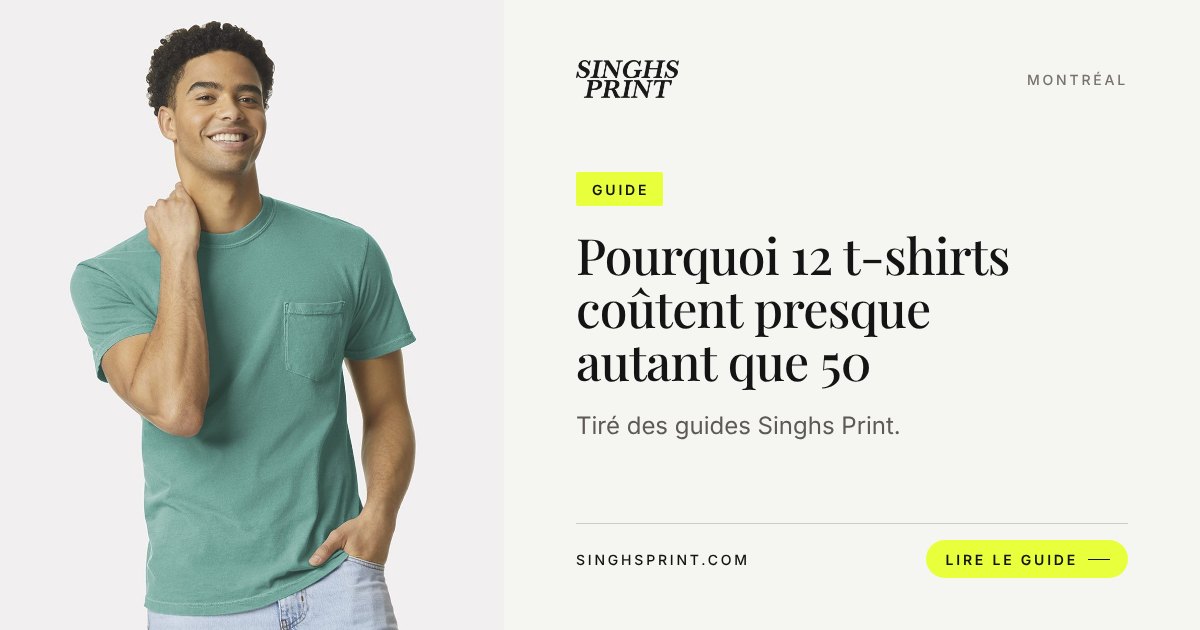 SINGHS
PRINT
MONTRÉAL
GUIDE
Pourquoi 12 t-shirts
coûtent presque
autant que 50
Tiré des guides Singhs Print.
SINGHSPRINT.COM
LIRE LE GUIDE